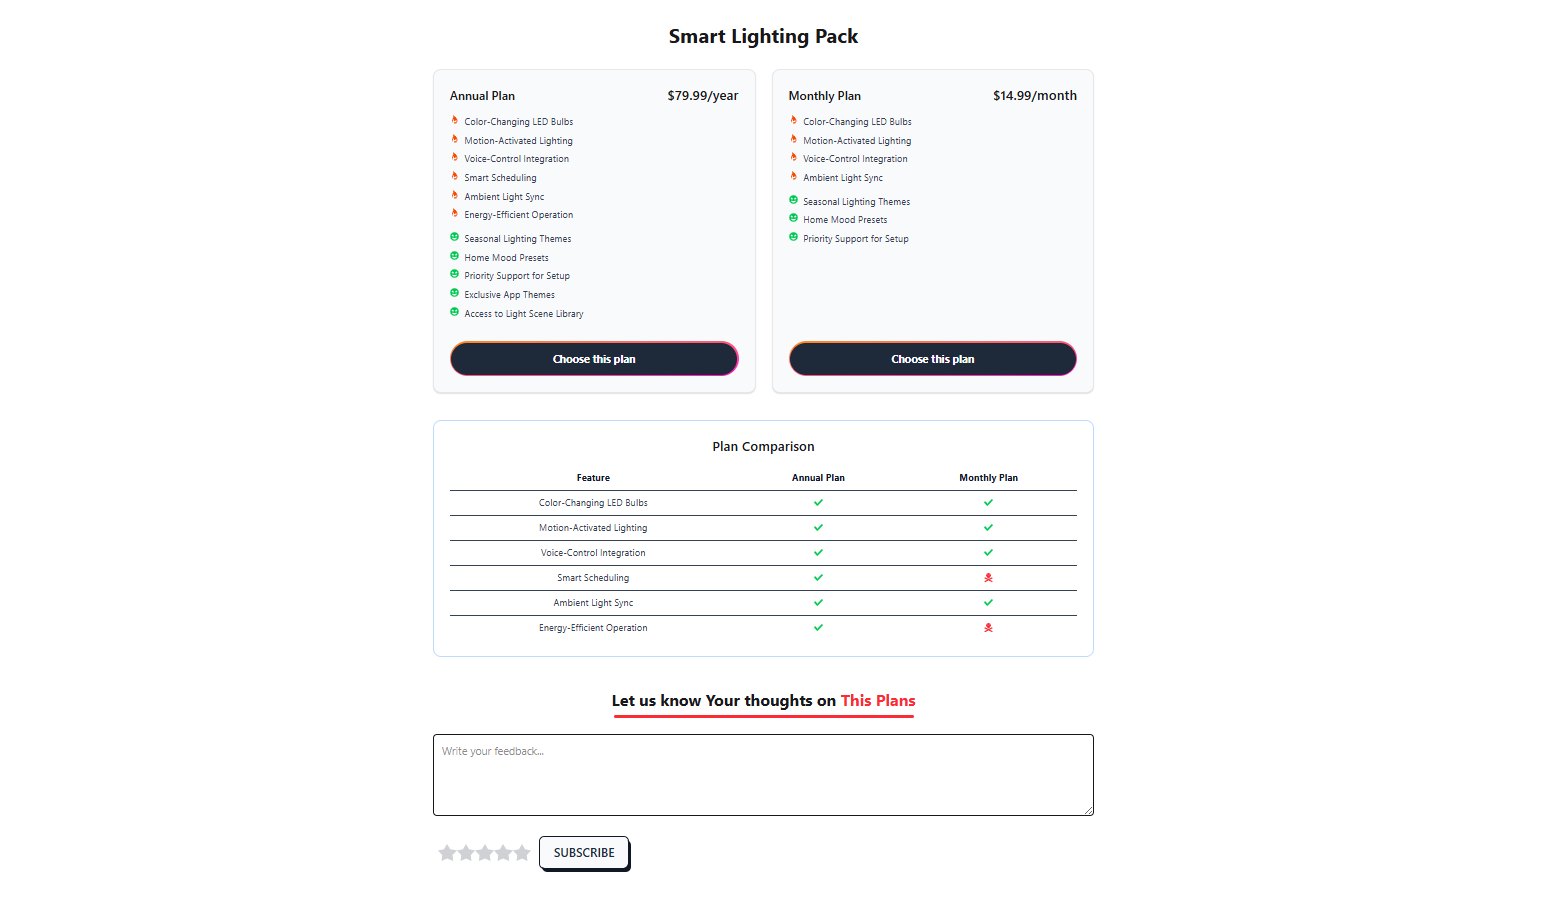 Smart Lighting Pack
Annual Plan $79.99/year
Color-Changing LED Bulbs
Motion-Activated Lighting
Voice-Control Integration
Smart Scheduling
Ambient Light Sync
Energy-Efficient Operation
Seasonal Lighting Themes
Home Mood Presets
Priority Support for Setup
Exclusive App Themes
Access to Light Scene Library
Choose this plan
Monthly Plan $14.99/month
Color-Changing LED Bulbs
Motion-Activated Lighting
Voice-Control Integration
Ambient Light Sync
Seasonal Lighting Themes
Home Mood Presets
Priority Support for Setup
Choose this plan
Plan Comparison
Feature Annual Plan Monthly Plan
Color-Changing LED Bulbs
Motion-Activated Lighting
Voice-Control Integration
Smart Scheduling
Ambient Light Sync
Energy-Efficient Operation
Let us know Your thoughts on This Plans
Write your feedback...
SUBSCRIBE